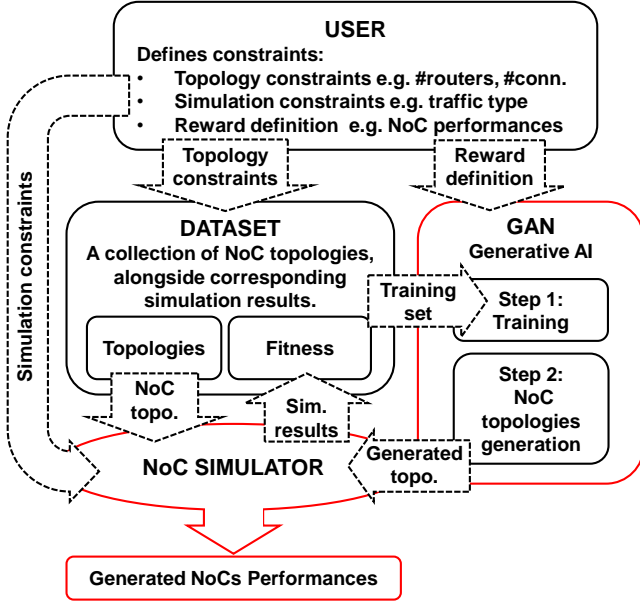 USER
Defines constraints:
• Topology constraints e.g. #routers, #conn.
• Simulation constraints e.g. traffic type
• Reward definition e.g. NoC performances
Simulation constraints
Topology
constraints
Reward
definition
DATASET
A collection of NoC topologies,
alongside corresponding
simulation results.
Topologies
Fitness
Training
set
GAN
Generative AI
Step 1:
Training
Step 2:
NoC
topologies
generation
NoC
topo.
Sim.
results
Generated
topo.
NoC SIMULATOR
Generated NoCs Performances